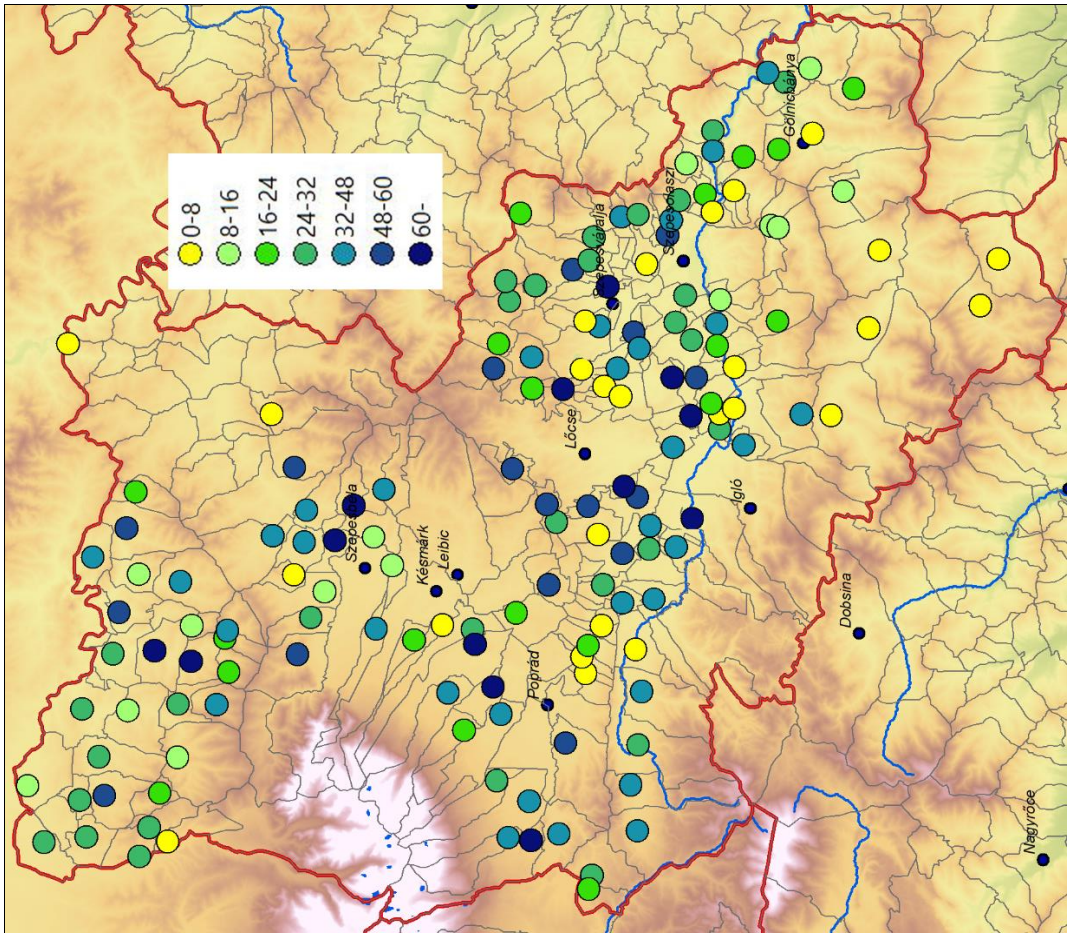 0-8
8-16
16-24
24-32
32-48
48-60
60-
Gölnicbánya
Szepesváralja
Szepesolaszi
Lőcse
Szepesbéla
Késmárk
Leibic
Igló
Poprád
Dobsina
Nagyrőce